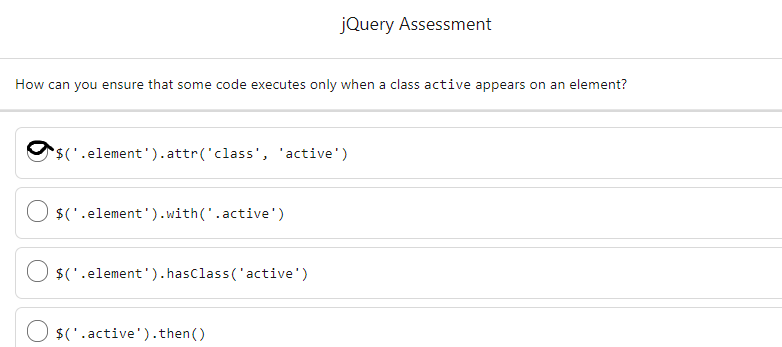 jQuery Assessment
How can you ensure that some code executes only when a class active appears on an element?
$('.element').attr('class', 'active')
$('.element').with('.active')
$('.element').hasClass('active')
$('.active').then()